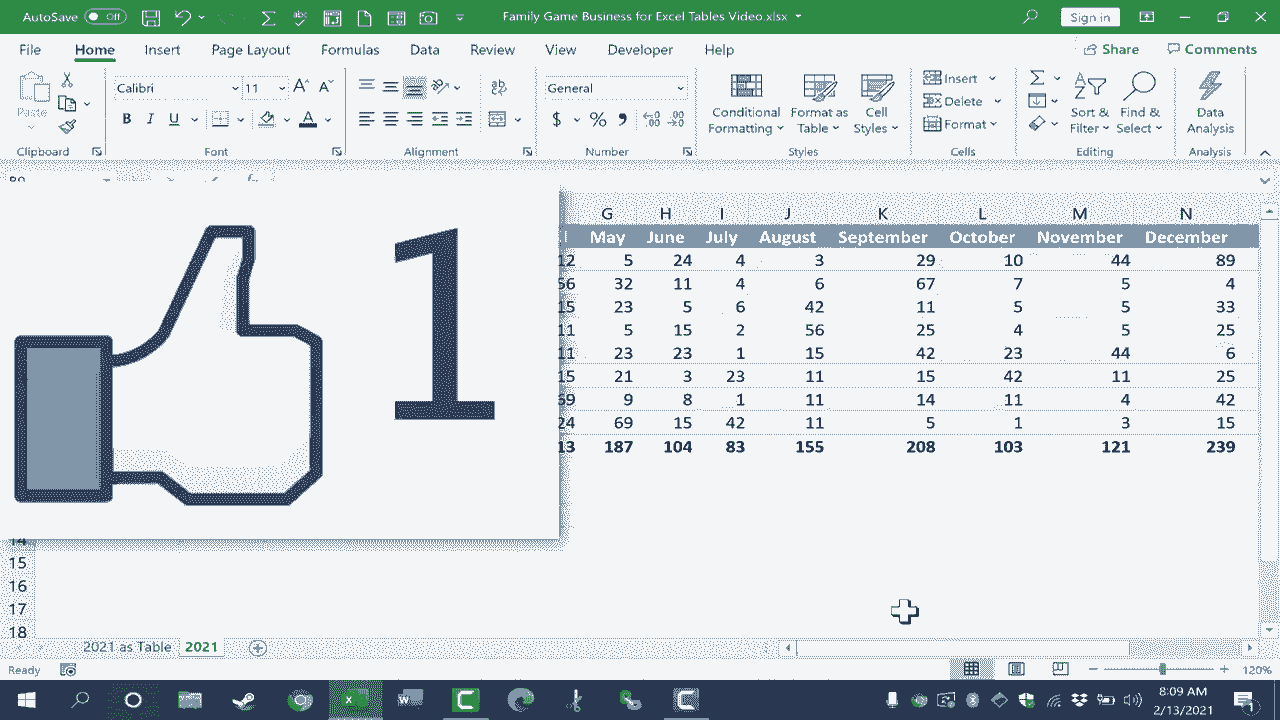 AutoSave Off Family Game Business for Excel Tables Video.xlsx Sign in
File Home Insert Page Layout Formulas Data Review View Developer Help Share Comments
Paste Calibri 11 General Conditional Formatting Format as Table Cell Styles Insert Delete Format Sort & Filter Find & Select Data Analysis
B I U A $ % 9 .00
Clipboard Font Alignment Number Styles Cells Editing Analysis
G H I J K L M N
May June July August September October November December
12 5 24 4 3 29 10 44 89
56 32 11 4 6 67 7 5 4
15 23 5 6 42 11 5 5 33
11 5 15 2 56 25 4 5 25
11 23 23 1 15 42 23 44 6
15 21 3 23 11 15 42 11 25
69 9 8 1 11 14 11 4 42
24 69 15 42 11 5 1 3 15
13 187 104 83 155 208 103 121 239
1
14
15
16
17
18
2021 as Table 2021
Ready 120%
8:09 AM
2/13/2021